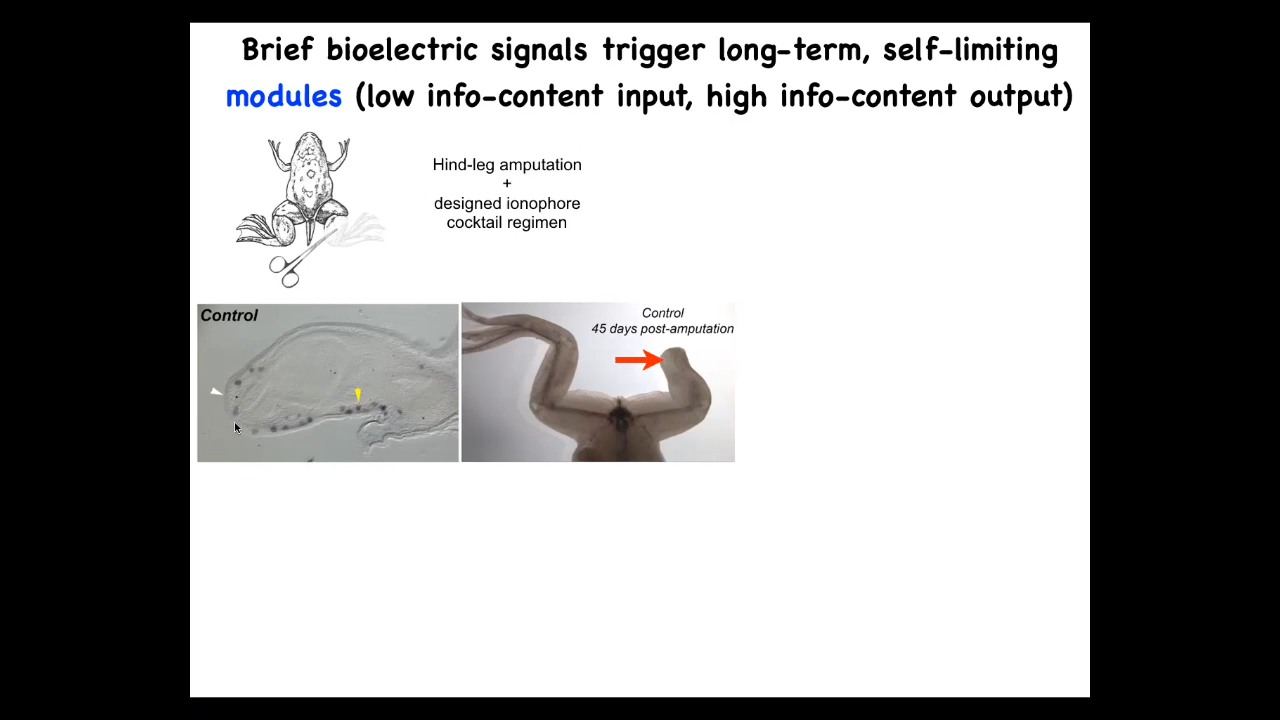 Brief bioelectric signals trigger long-term, self-limiting
modules (low info-content input, high info-content output)
Hind-leg amputation
+
designed ionophore
cocktail regimen
Control
Control
45 days post-amputation